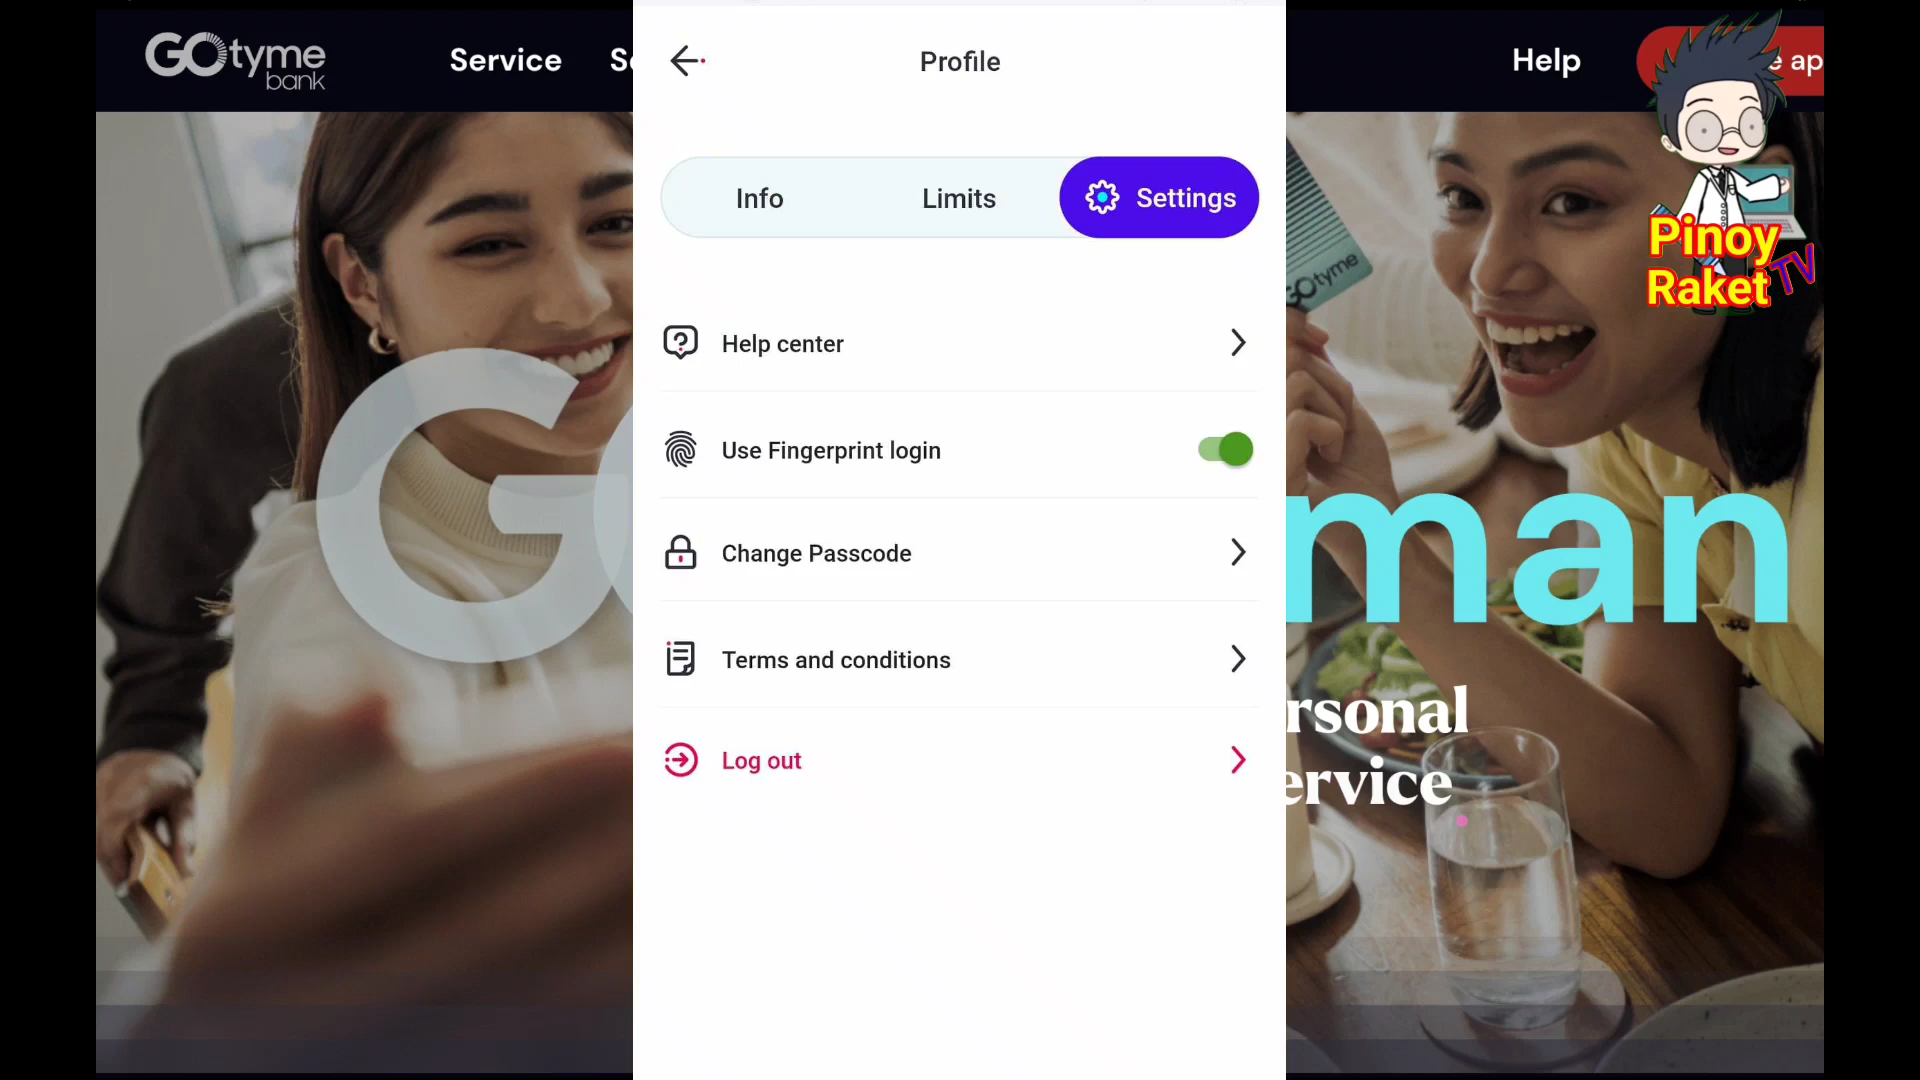 GOtyme
bank
Service
Help
Profile
Info
Limits
Settings
Help center
Use Fingerprint login
Change Passcode
Terms and conditions
Log out
GOtyme
man
rsonal
ervice
Pinoy
Raket TV